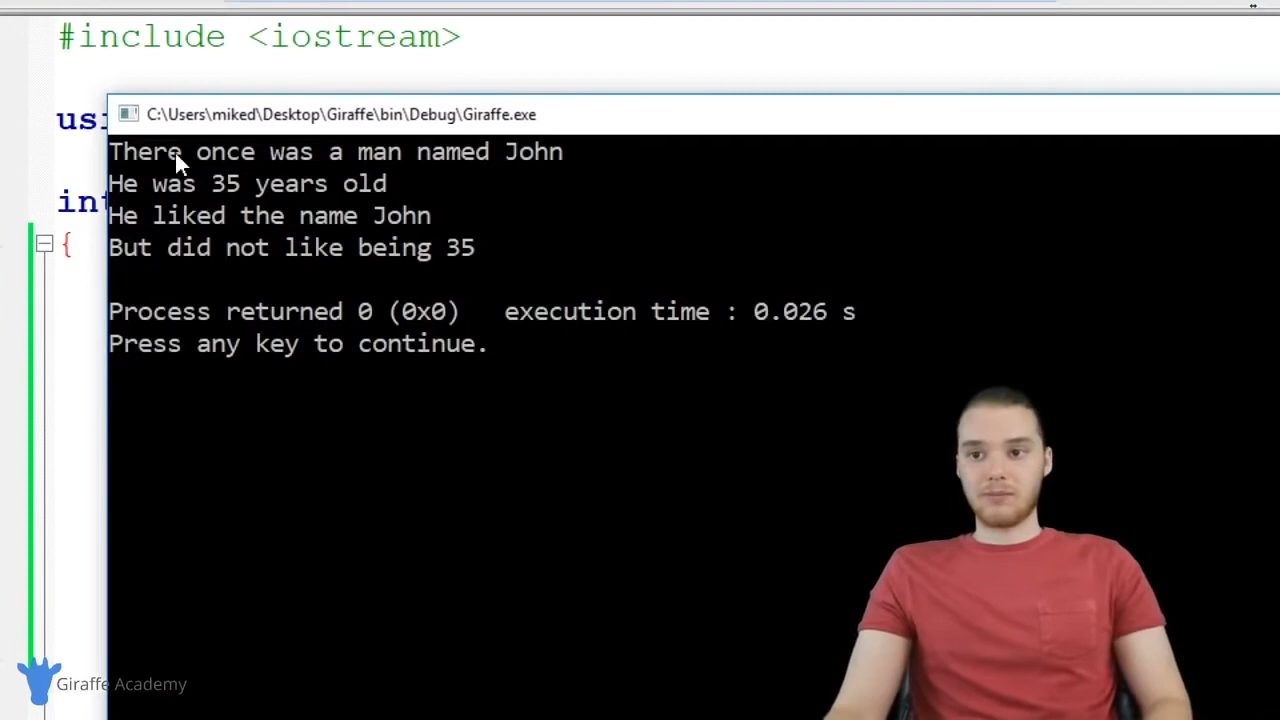 #include <iostream>
C:\Users\miked\Desktop\Giraffe\bin\Debug\Giraffe.exe
There once was a man named John
He was 35 years old
He liked the name John
But did not like being 35
Process returned 0 (0x0)   execution time : 0.026 s
Press any key to continue.
{
Giraffe Academy